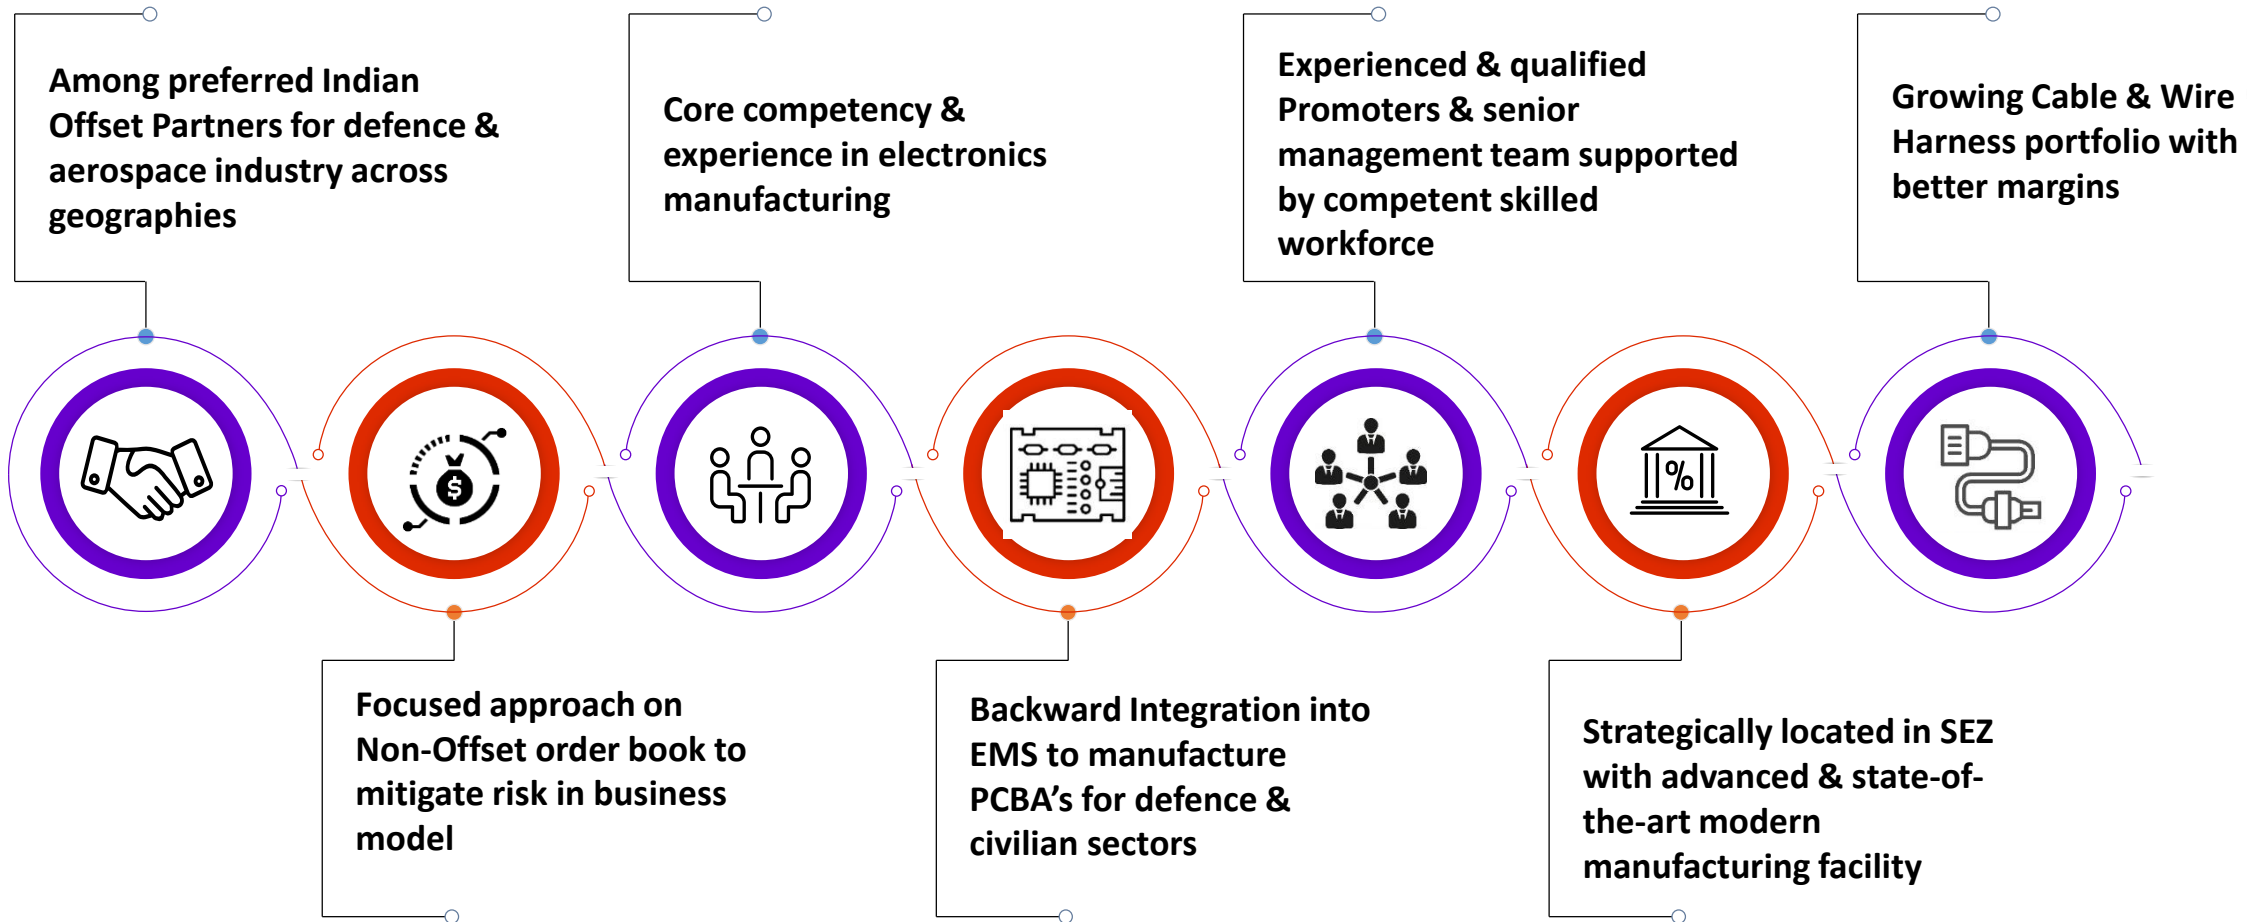 Among preferred Indian
Offset Partners for defence &
aerospace industry across
geographies
Core competency &
experience in electronics
manufacturing
Experienced & qualified
Promoters & senior
management team supported
by competent skilled
workforce
Growing Cable & Wire
Harness portfolio with
better margins
$
%
Focused approach on
Non-Offset order book to
mitigate risk in business
model
Backward Integration into
EMS to manufacture
PCBA’s for defence &
civilian sectors
Strategically located in SEZ
with advanced & state-of-
the-art modern
manufacturing facility